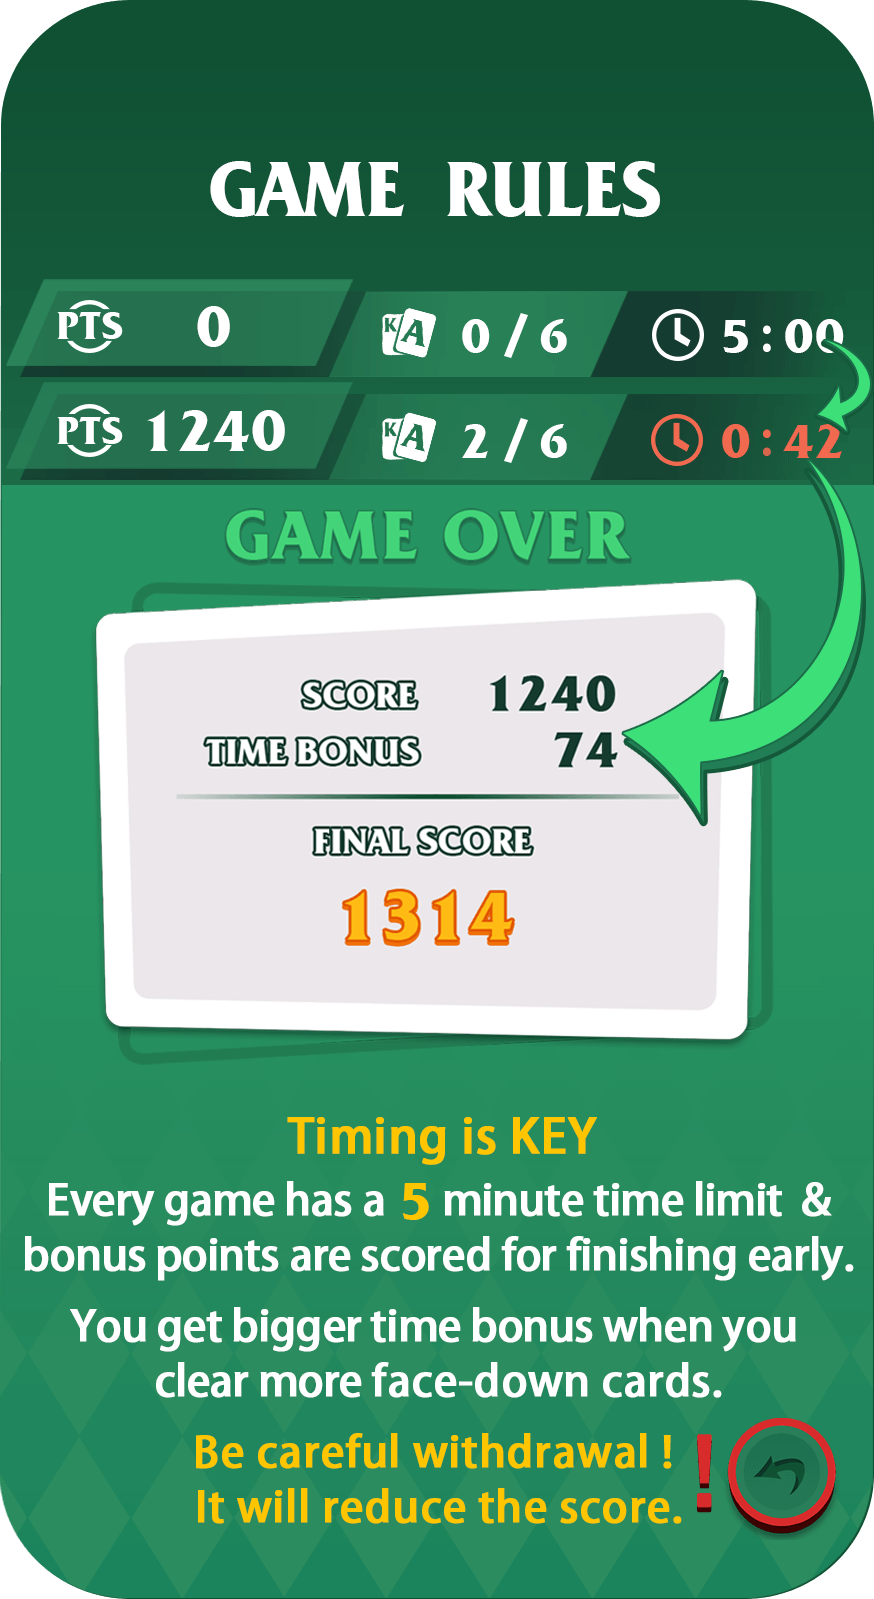 GAME RULES
PTS 0 K A 0 / 6 5 : 00
PTS 1240 K A 2 / 6 0 : 42
GAME OVER
SCORE 1240
TIME BONUS 74
FINAL SCORE
1314
Timing is KEY
Every game has a 5 minute time limit &
bonus points are scored for finishing early.
You get bigger time bonus when you
clear more face-down cards.
Be careful withdrawal ! !
It will reduce the score.